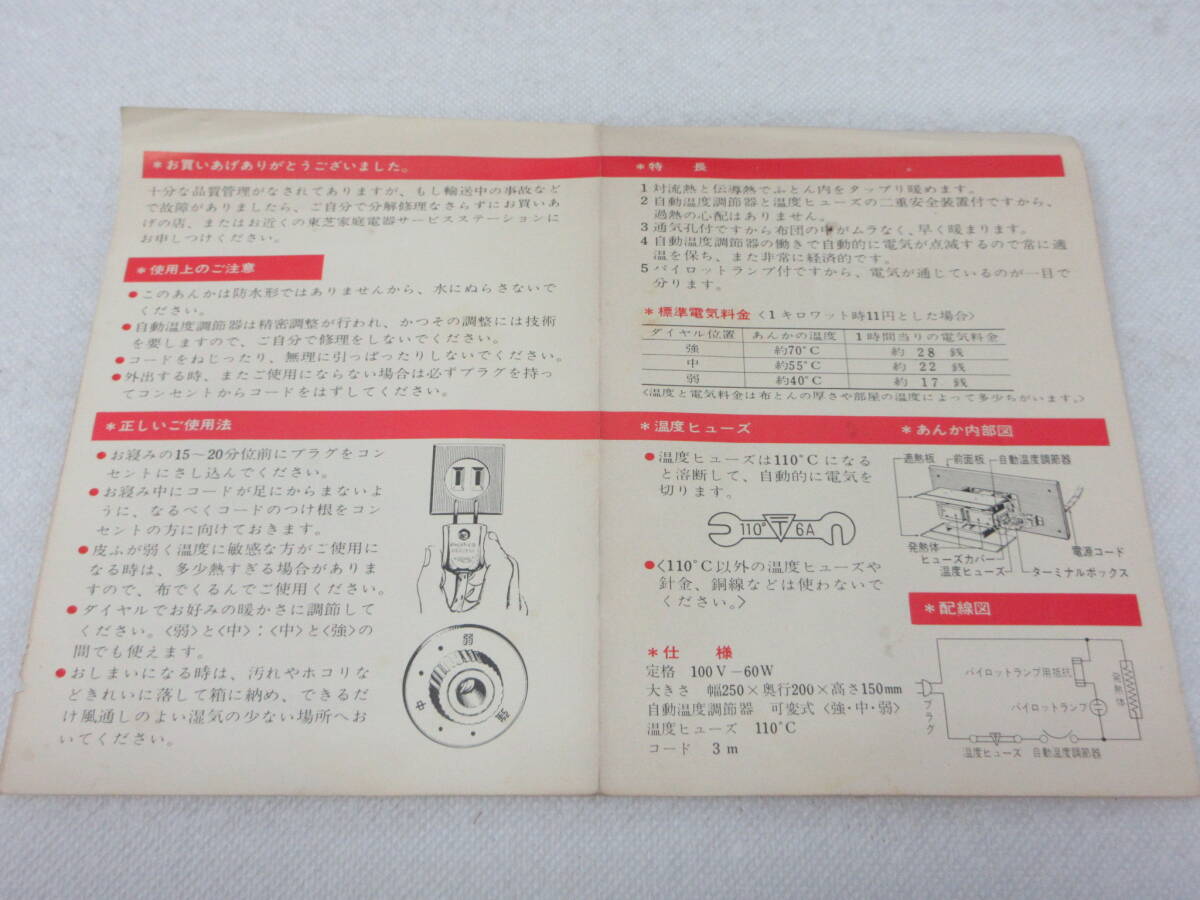 ＊お買いあげありがとうございました。
十分な品質管理がなされてありますが、もし輸送中の事故など
で故障がありましたら、ご自分で分解修理なさらずにお買いあ
げの店、またはお近くの東芝家庭電器サービスステーションに
お申しつけください。
＊使用上のご注意
●このあんかは防水形ではありませんから、水にぬらさないで
ください。
●自動温度調節器は精密調整が行われ、かつその調整には技術
を要しますので、ご自分で修理をしないでください。
●コードをねじったり、無理に引っぱったりしないでください。
●外出する時、またご使用にならない場合は必ずプラグを持っ
てコンセントからコードをはずしてください。
＊正しいご使用法
●お寝みの15〜20分位前にプラグをコン
セントにさし込んでください。
●お寝み中にコードが足にからまないよ
うに、なるべくコードのつけ根をコン
セントの方に向けておきます。
●皮ふが弱く温度に敏感な方がご使用に
なる時は、多少熱すぎる場合がありま
すので、布でくるんでご使用ください。
●ダイヤルでお好みの暖かさに調節して
ください。〈弱〉と〈中〉：〈中〉と〈強〉の
間でも使えます。
●おしまいになる時は、汚れやホコリな
どきれいに落して箱に納め、できるだ
け風通しのよい湿気の少ない場所へお
いてください。
弱
中
強
＊特　長
1 対流熱と伝導熱でふとん内をタップリ暖めます。
2 自動温度調節器と温度ヒューズの二重安全装置付ですから、
過熱の心配はありません。
3 通気孔付ですから布団の中がムラなく、早く暖まります。
4 自動温度調節器の働きで自動的に電気が点滅するので常に適
温を保ち、また非常に経済的です。
5 パイロットランプ付ですから、電気が通じているのが一目で
分ります。
＊標準電気料金〈1キロワット時11円とした場合〉
ダイヤル位置 あんかの温度 1時間当りの電気料金
強 約70°C 約 28 銭
中 約55°C 約 22 銭
弱 約40°C 約 17 銭
〈温度と電気料金は布とんの厚さや部屋の温度によって多少ちがいます。〉
＊温度ヒューズ
●温度ヒューズは110°Cになる
と溶断して、自動的に電気を
切ります。
110° T 6A
●〈110°C以外の温度ヒューズや
針金、銅線などは使わないで
ください。〉
＊仕　様
定格 100V－60W
大きさ 幅250×奥行200×高さ150mm
自動温度調節器 可変式〈強・中・弱〉
温度ヒューズ 110°C
コード 3m
＊あんか内部図
遮熱板 前面板 自動温度調節器
発熱体
ヒューズカバー
温度ヒューズ
電源コード
ターミナルボックス
＊配線図
パイロットランプ用抵抗
発熱体
パイロットランプ
プラグ
温度ヒューズ 自動温度調節器